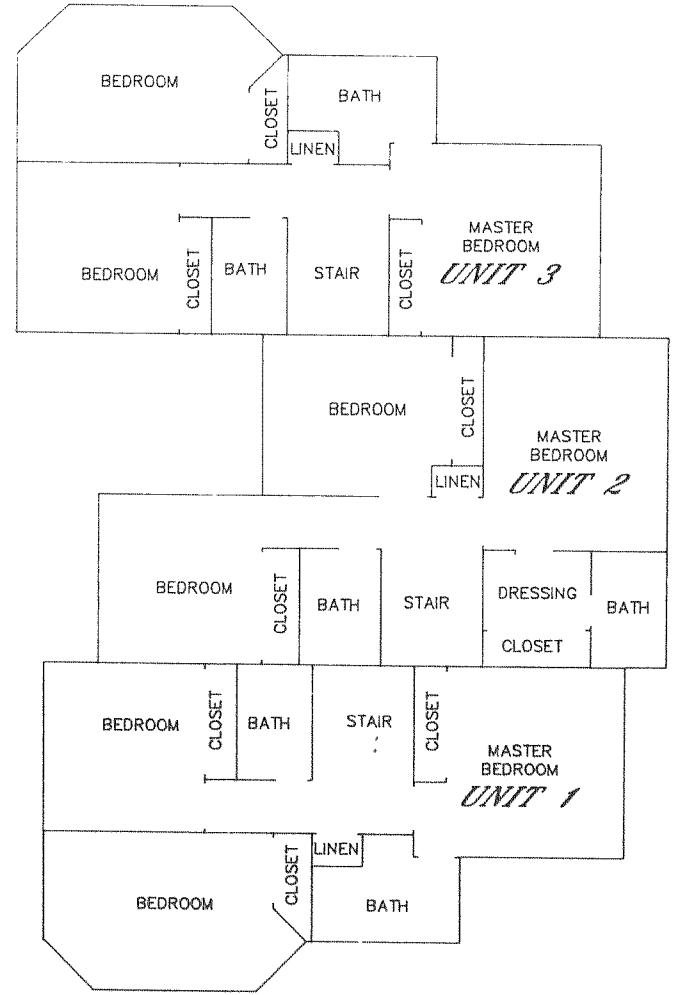 BEDROOM
CLOSET
BATH
LINEN
BEDROOM
CLOSET
BATH
STAIR
CLOSET
MASTER
BEDROOM
UNIT 3
BEDROOM
CLOSET
LINEN
MASTER
BEDROOM
UNIT 2
BEDROOM
CLOSET
BATH
STAIR
DRESSING
CLOSET
BATH
BEDROOM
CLOSET
BATH
STAIR
CLOSET
MASTER
BEDROOM
UNIT 1
BEDROOM
CLOSET
LINEN
BATH